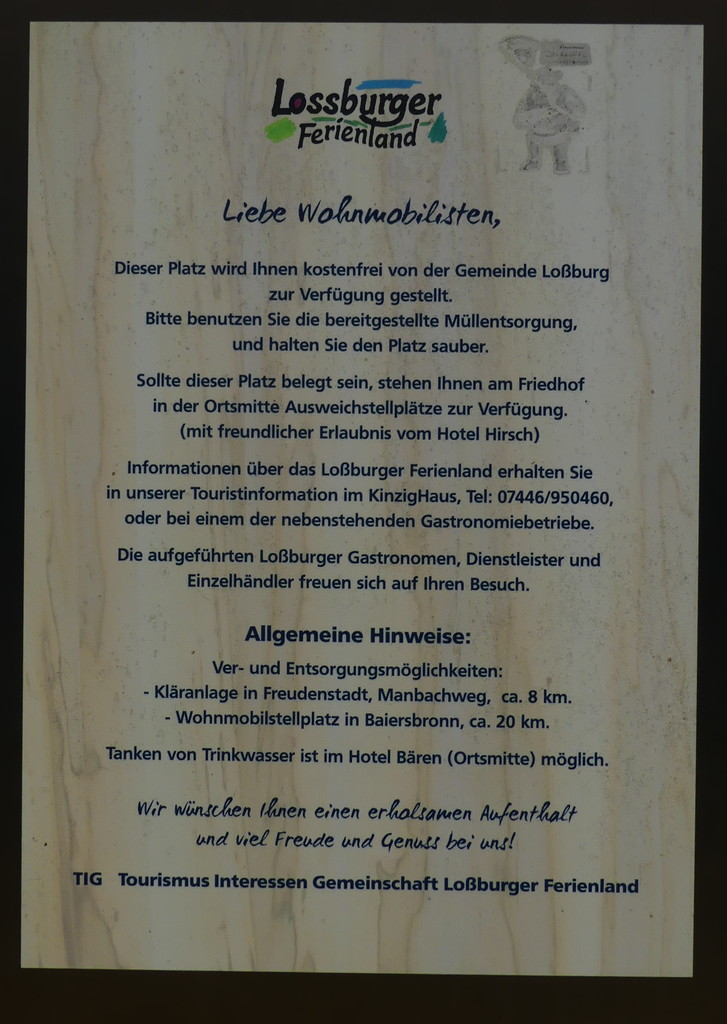 Lossburger
Ferienland
Liebe Wohnmobilisten,
Dieser Platz wird Ihnen kostenfrei von der Gemeinde Loßburg
zur Verfügung gestellt.
Bitte benutzen Sie die bereitgestellte Müllentsorgung,
und halten Sie den Platz sauber.
Sollte dieser Platz belegt sein, stehen Ihnen am Friedhof
in der Ortsmitte Ausweichstellplätze zur Verfügung.
(mit freundlicher Erlaubnis vom Hotel Hirsch)
Informationen über das Loßburger Ferienland erhalten Sie
in unserer Touristinformation im KinzigHaus, Tel: 07446/950460,
oder bei einem der nebenstehenden Gastronomiebetriebe.
Die aufgeführten Loßburger Gastronomen, Dienstleister und
Einzelhändler freuen sich auf Ihren Besuch.
Allgemeine Hinweise:
Ver- und Entsorgungsmöglichkeiten:
- Kläranlage in Freudenstadt, Manbachweg, ca. 8 km.
- Wohnmobilstellplatz in Baiersbronn, ca. 20 km.
Tanken von Trinkwasser ist im Hotel Bären (Ortsmitte) möglich.
Wir wünschen Ihnen einen erholsamen Aufenthalt
und viel Freude und Genuss bei uns!
TIG Tourismus Interessen Gemeinschaft Loßburger Ferienland